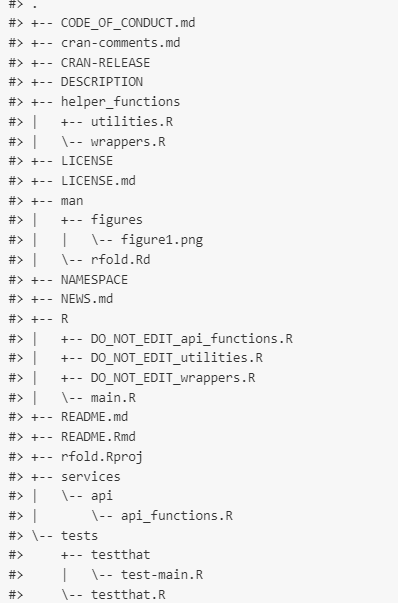 #> .
#> +-- CODE_OF_CONDUCT.md
#> +-- cran-comments.md
#> +-- CRAN-RELEASE
#> +-- DESCRIPTION
#> +-- helper_functions
#> |   +-- utilities.R
#> |   \-- wrappers.R
#> +-- LICENSE
#> +-- LICENSE.md
#> +-- man
#> |   +-- figures
#> |   |   \-- figure1.png
#> |   \-- rfold.Rd
#> +-- NAMESPACE
#> +-- NEWS.md
#> +-- R
#> |   +-- DO_NOT_EDIT_api_functions.R
#> |   +-- DO_NOT_EDIT_utilities.R
#> |   +-- DO_NOT_EDIT_wrappers.R
#> |   \-- main.R
#> +-- README.md
#> +-- README.Rmd
#> +-- rfold.Rproj
#> +-- services
#> |   \-- api
#> |       \-- api_functions.R
#> \-- tests
#>     +-- testthat
#>     |   \-- test-main.R
#>     \-- testthat.R